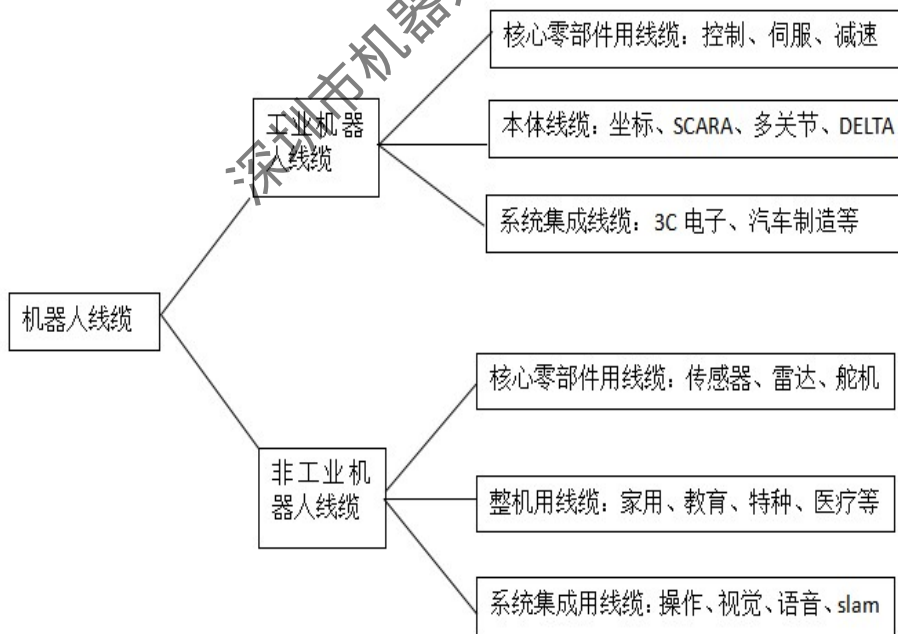 核心零部件用线缆：控制、伺服、减速
工业机器
人线缆
本体线缆：坐标、SCARA、多关节、DELTA
系统集成线缆：3C 电子、汽车制造等
机器人线缆
核心零部件用线缆：传感器、雷达、舵机
非工业机
器人线缆
整机用线缆：家用、教育、特种、医疗等
系统集成用线缆：操作、视觉、语音、slam
深圳市机器